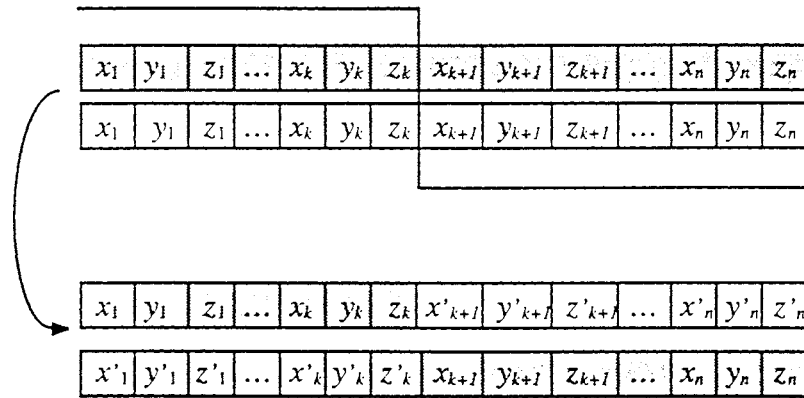 x₁ y₁ z₁ ... xₖ yₖ zₖ xₖ₊₁ yₖ₊₁ zₖ₊₁ ... xₙ yₙ zₙ
x₁ y₁ z₁ ... xₖ yₖ zₖ xₖ₊₁ yₖ₊₁ zₖ₊₁ ... xₙ yₙ zₙ
x₁ y₁ z₁ ... xₖ yₖ zₖ x'ₖ₊₁ y'ₖ₊₁ z'ₖ₊₁ ... x'ₙ y'ₙ z'ₙ
x'₁ y'₁ z'₁ ... x'ₖ y'ₖ z'ₖ xₖ₊₁ yₖ₊₁ zₖ₊₁ ... xₙ yₙ zₙ